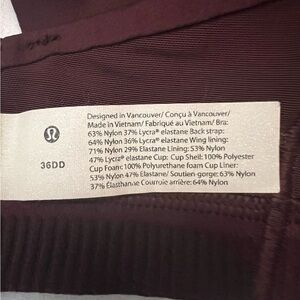 36DD
Designed in Vancouver/ Conçu à Vancouver/
Made in Vietnam/ Fabriqué au Vietnam/ Bra:
63% Nylon 37% Lycra® elastane Back strap:
64% Nylon 36% Lycra® elastane Wing lining:
71% Nylon 29% Elastane Lining: 53% Nylon
47% Lycra® elastane Cup: Cup Shell: 100% Polyester
Cup Foam: 100% Polyurethane foam Cup Liner:
53% Nylon 47% Elastane/ Soutien-gorge: 63% Nylon
37% Élasthanne Courroie arrière: 64% Nylon